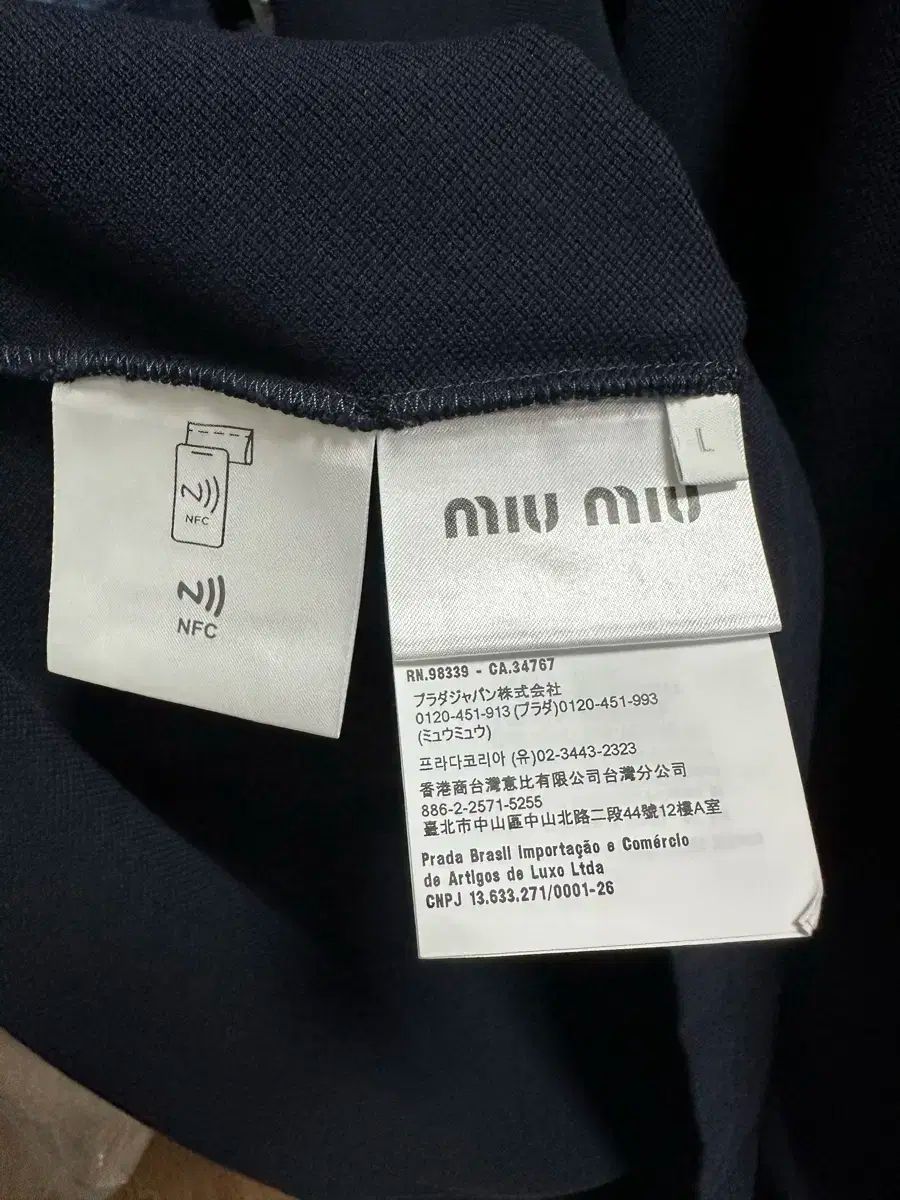 NFC
NFC
L
MIU MIU
RN.98339 - CA.34767
プラダジャパン株式会社
0120-451-913 (プラダ)0120-451-993
(ミュウミュウ)
프라다코리아 (유)02-3443-2323
香港商台灣意比有限公司台灣分公司
886-2-2571-5255
臺北市中山區中山北路二段44號12樓A室
Prada Brasil Importação e Comércio
de Artigos de Luxo Ltda
CNPJ 13.633.271/0001-26